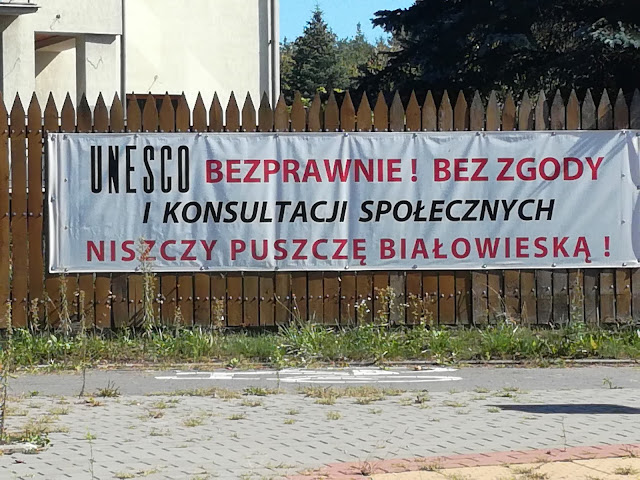 UNESCO BEZPRAWNIE! BEZ ZGODY
I KONSULTACJI SPOŁECZNYCH
NISZCZY PUSZCZĘ BIAŁOWIESKĄ!